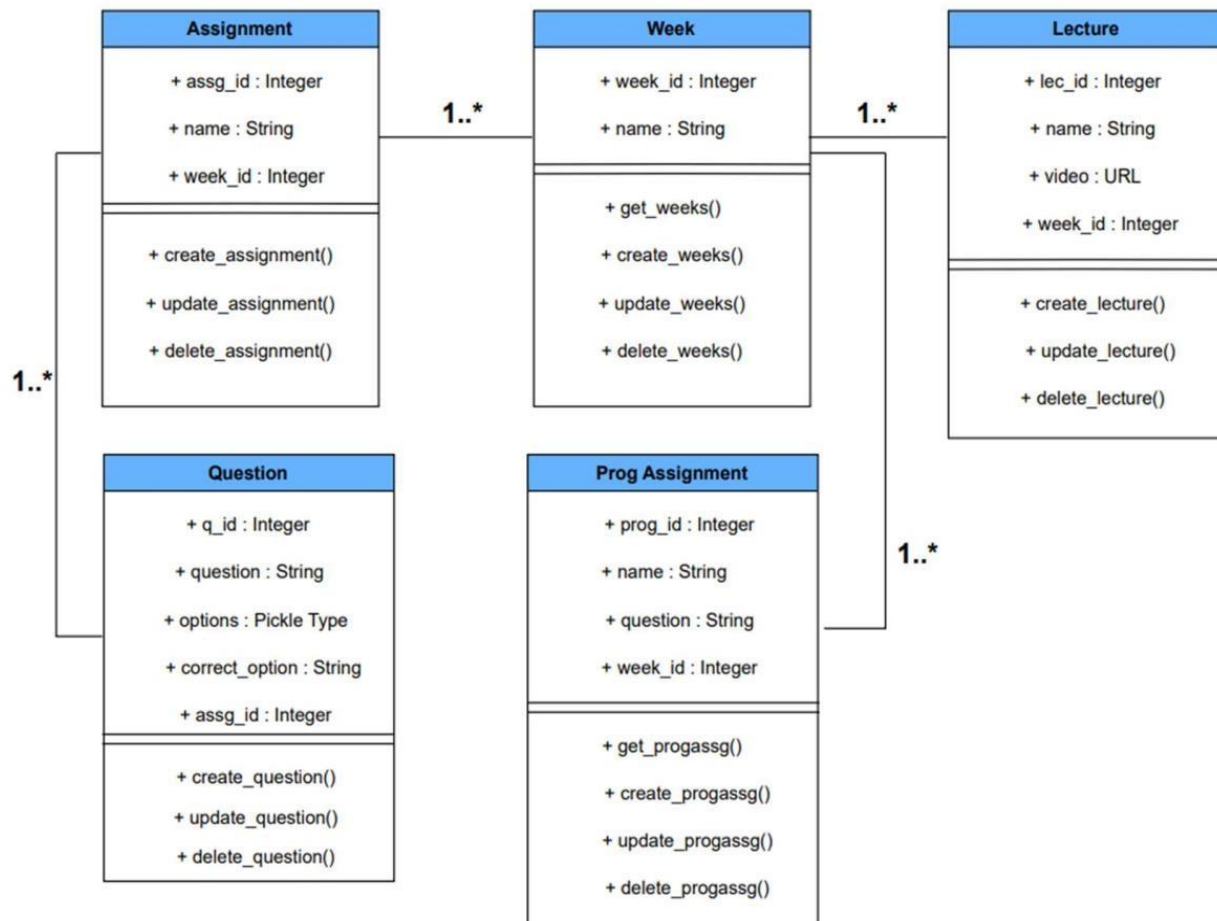 Assignment
+ assg_id : Integer
+ name : String
+ week_id : Integer
+ create_assignment()
+ update_assignment()
+ delete_assignment()
1..*
Week
+ week_id : Integer
+ name : String
+ get_weeks()
+ create_weeks()
+ update_weeks()
+ delete_weeks()
1..*
Lecture
+ lec_id : Integer
+ name : String
+ video : URL
+ week_id : Integer
+ create_lecture()
+ update_lecture()
+ delete_lecture()
1..*
Question
+ q_id : Integer
+ question : String
+ options : Pickle Type
+ correct_option : String
+ assg_id : Integer
+ create_question()
+ update_question()
+ delete_question()
Prog Assignment
+ prog_id : Integer
+ name : String
+ question : String
+ week_id : Integer
+ get_progassg()
+ create_progassg()
+ update_progassg()
+ delete_progassg()
1..*